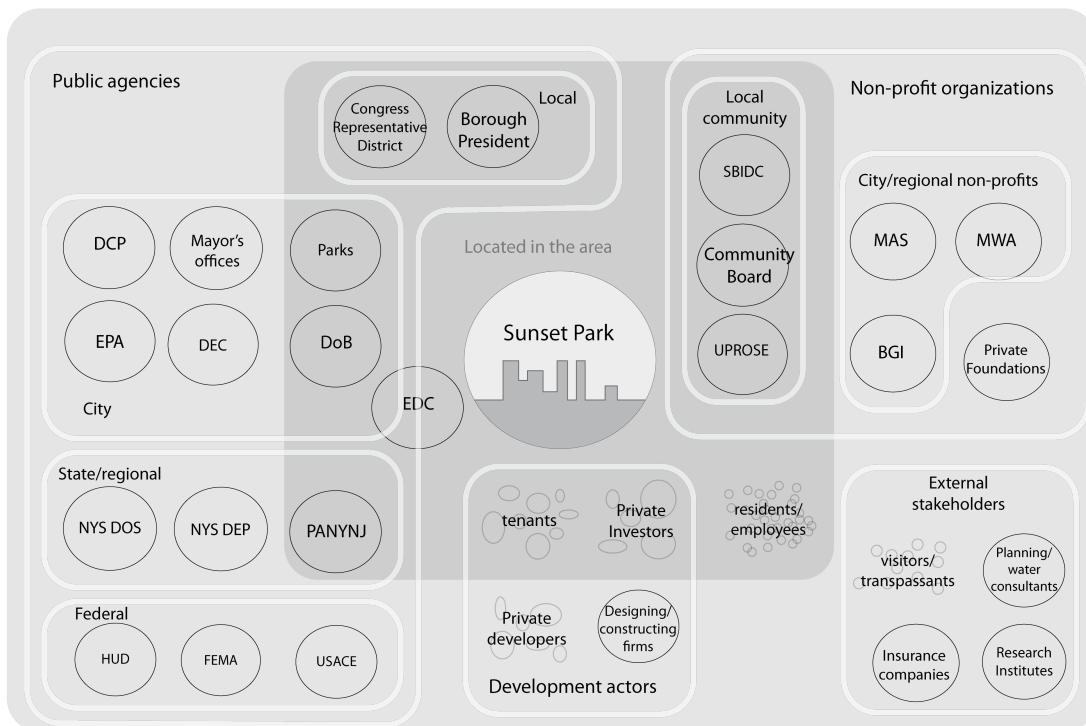 Public agencies
Congress
Representative
District
Borough
President
Local
Local
community
SBIDC
Community
Board
UPROSE
Non-profit organizations
City/regional non-profits
MAS
MWA
BGI
Private
Foundations
DCP
Mayor's
offices
Parks
EPA
DEC
DoB
City
EDC
Located in the area
Sunset Park
State/regional
NYS DOS
NYS DEP
PANYNJ
Federal
HUD
FEMA
USACE
tenants
Private
Investors
Private
developers
Designing/
constructing
firms
Development actors
residents/
employees
External
stakeholders
visitors/
transpassants
Planning/
water
consultants
Insurance
companies
Research
Institutes